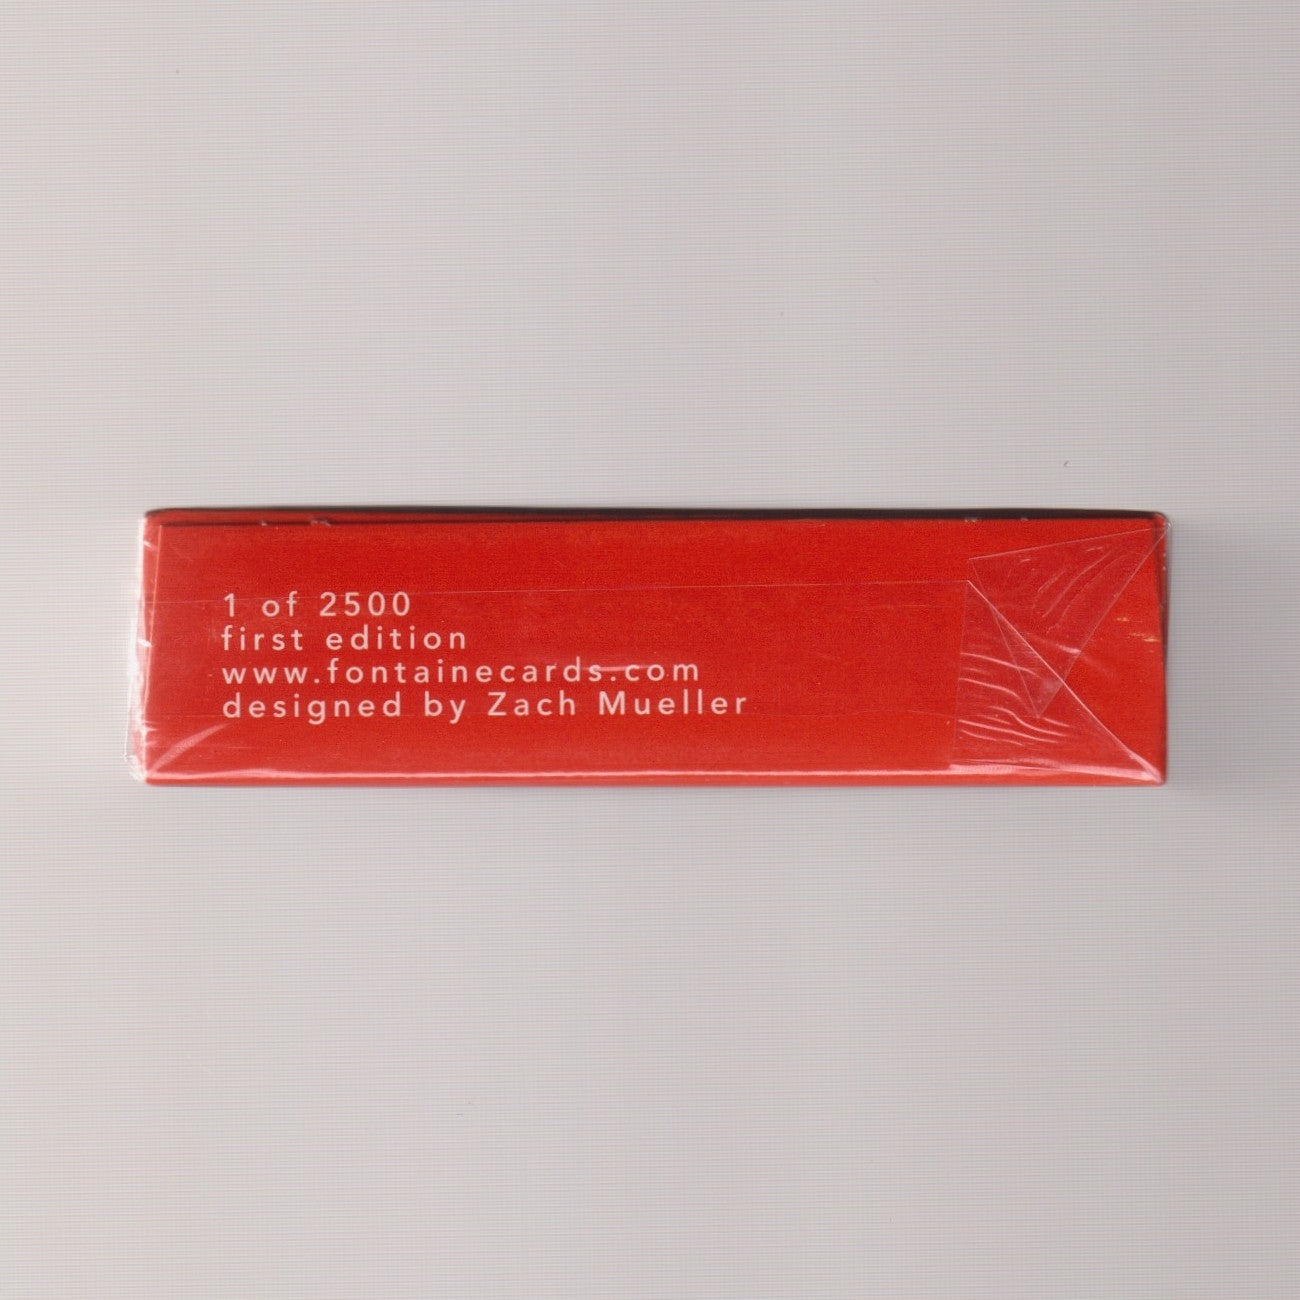 1 of 2500
first edition
www.fontainecards.com
designed by Zach Mueller